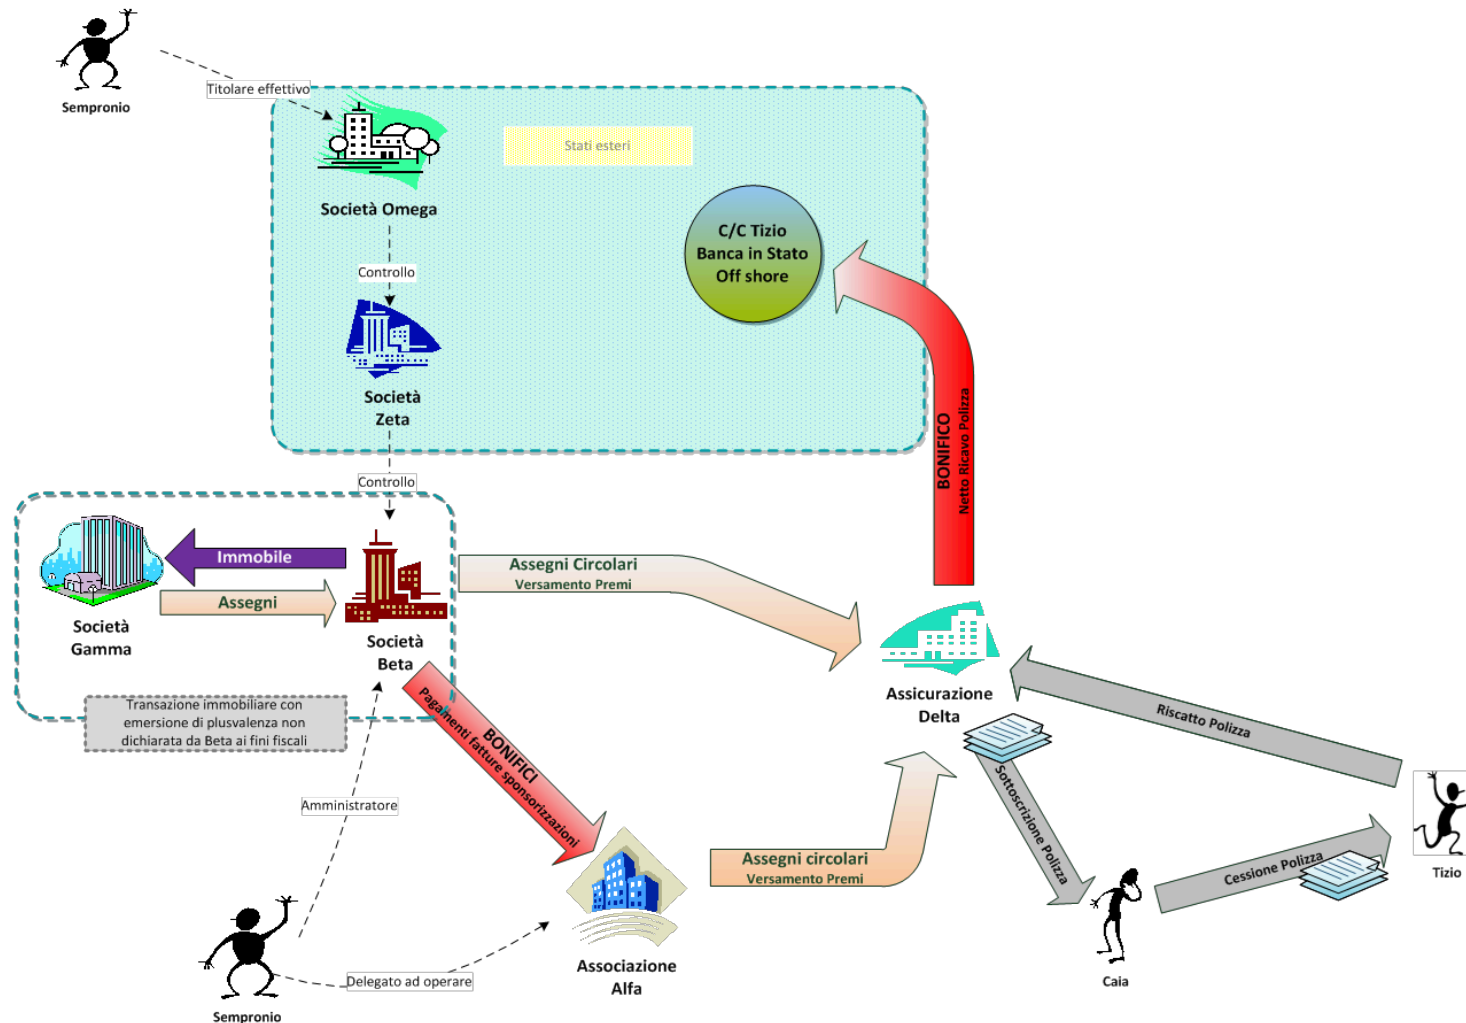 Sempronio
Titolare effettivo
Stati esteri
Società Omega
C/C Tizio
Banca in Stato
Off shore
Controllo
Società
Zeta
BONIFICO
Netto Ricavo Polizza
Controllo
Immobile
Assegni
Società
Gamma
Società
Beta
Assegni Circolari
Versamento Premi
Assicurazione
Delta
Transazione immobiliare con
emersione di plusvalenza non
dichiarata da Beta ai fini fiscali
BONIFICI
Pagamenti fatture sponsorizzazioni
Riscatto Polizza
Sottoscrizione Polizza
Amministratore
Assegni circolari
Versamento Premi
Cessione Polizza
Tizio
Associazione
Alfa
Delegato ad operare
Caia
Sempronio